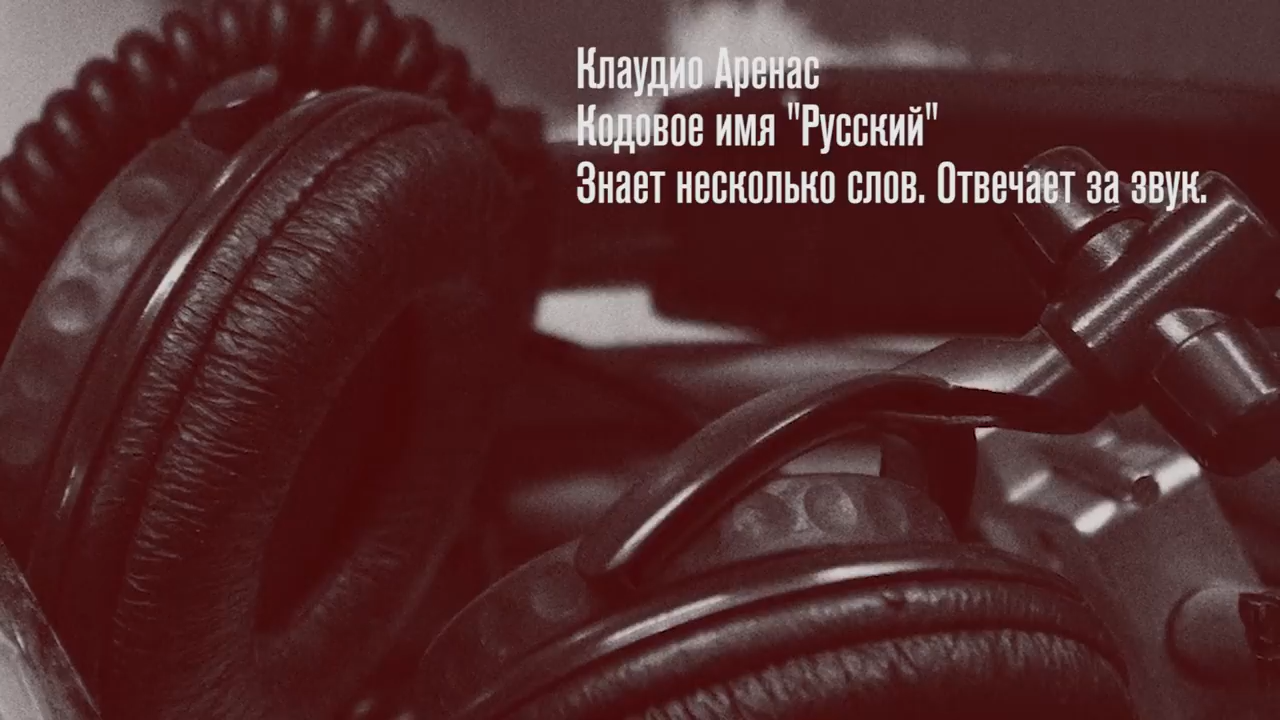 Клаудио Аренас
Кодовое имя "Русский"
Знает несколько слов. Отвечает за звук.